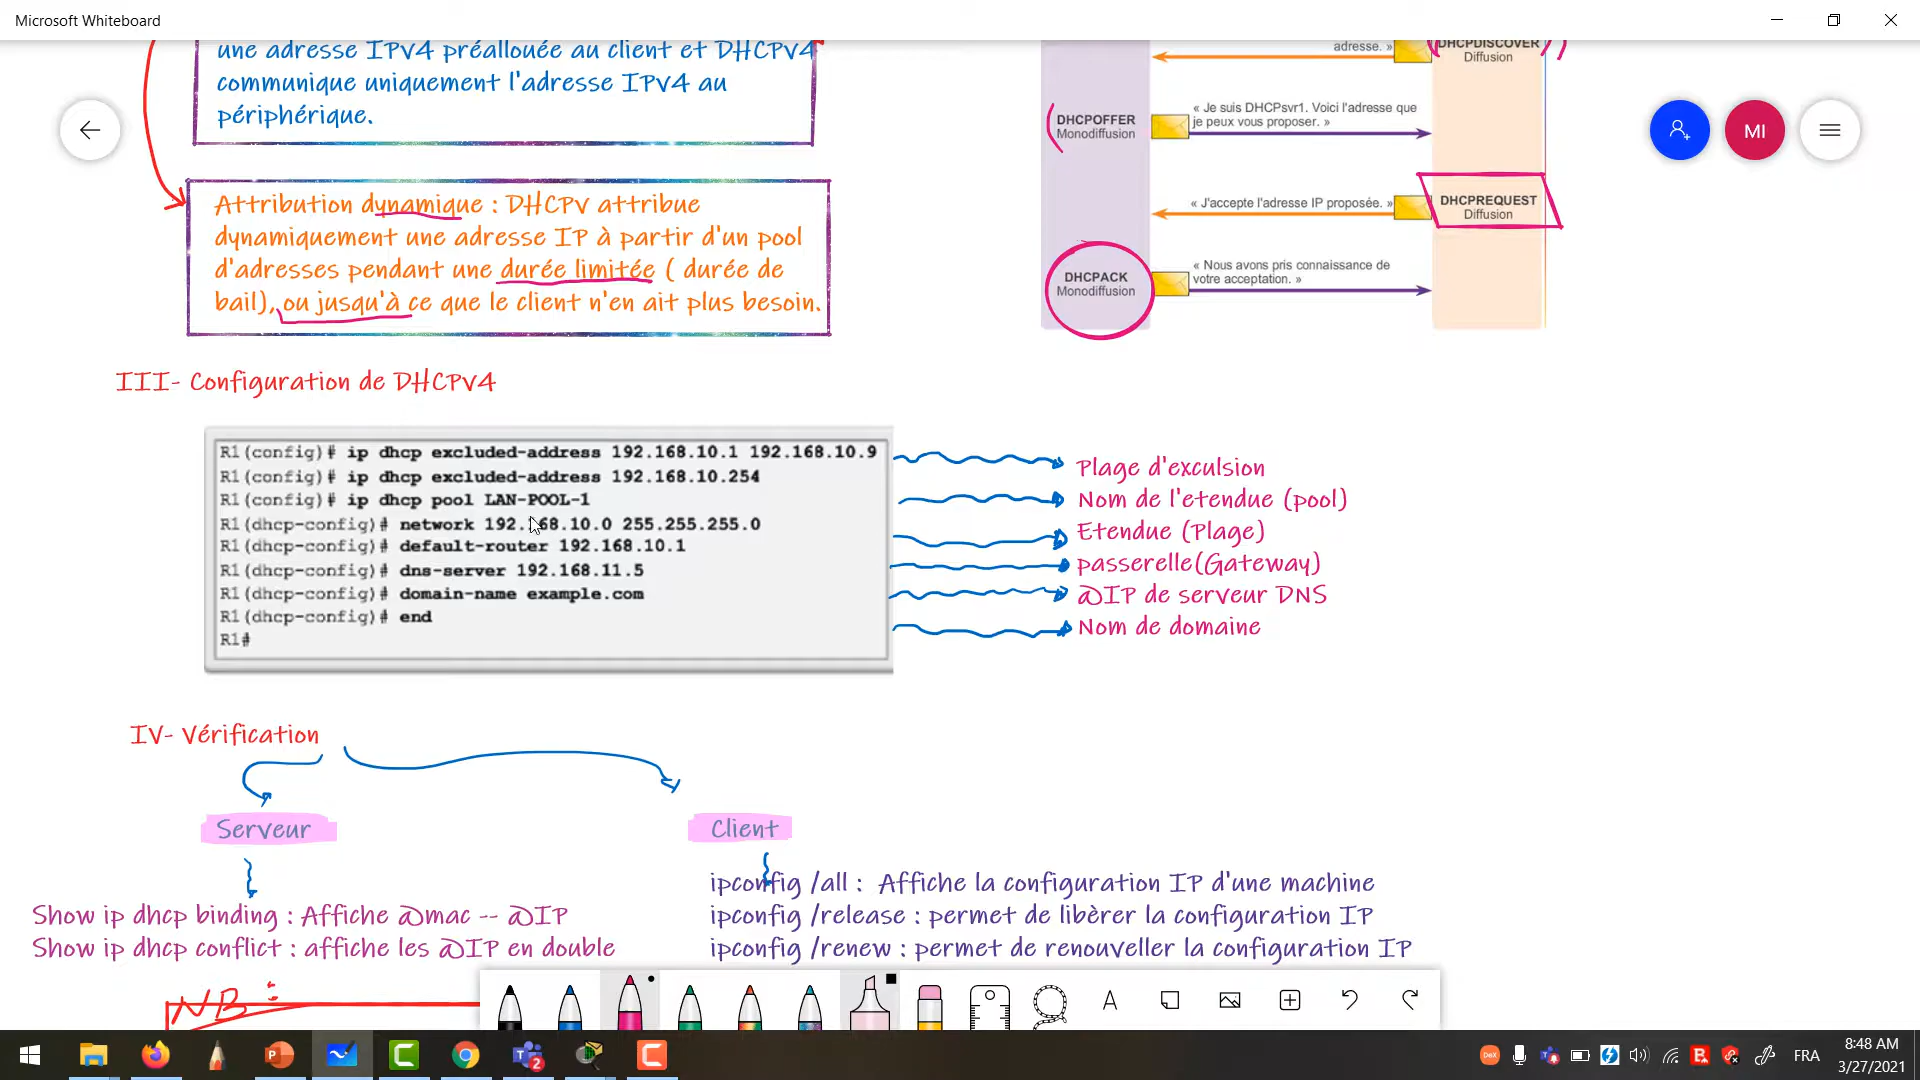 Microsoft Whiteboard
une adresse IPv4 préallouée au client et DHCPv4
communique uniquement l'adresse IPv4 au
périphérique.
Attribution dynamique : DHCPv attribue
dynamiquement une adresse IP à partir d'un pool
d'adresses pendant une durée limitée ( durée de
bail), ou jusqu'à ce que le client n'en ait plus besoin.
adresse. »
DHCPDISCOVER
Diffusion
DHCPOFFER
Monodiffusion
« Je suis DHCPsvr1. Voici l'adresse que
je peux vous proposer. »
« J'accepte l'adresse IP proposée. »
DHCPREQUEST
Diffusion
DHCPACK
Monodiffusion
« Nous avons pris connaissance de
votre acceptation. »
MI
III- Configuration de DHCPv4
R1(config)# ip dhcp excluded-address 192.168.10.1 192.168.10.9
R1(config)# ip dhcp excluded-address 192.168.10.254
R1(config)# ip dhcp pool LAN-POOL-1
R1(dhcp-config)# network 192.168.10.0 255.255.255.0
R1(dhcp-config)# default-router 192.168.10.1
R1(dhcp-config)# dns-server 192.168.11.5
R1(dhcp-config)# domain-name example.com
R1(dhcp-config)# end
R1#
Plage d'exculsion
Nom de l'etendue (pool)
Etendue (Plage)
passerelle(Gateway)
@IP de serveur DNS
Nom de domaine
IV- Vérification
Serveur
Client
Show ip dhcp binding : Affiche @mac -- @IP
Show ip dhcp conflict : affiche les @IP en double
ipconfig /all :  Affiche la configuration IP d'une machine
ipconfig /release : permet de libèrer la configuration IP
ipconfig /renew : permet de renouveller la configuration IP
NB :
FRA
8:48 AM
3/27/2021